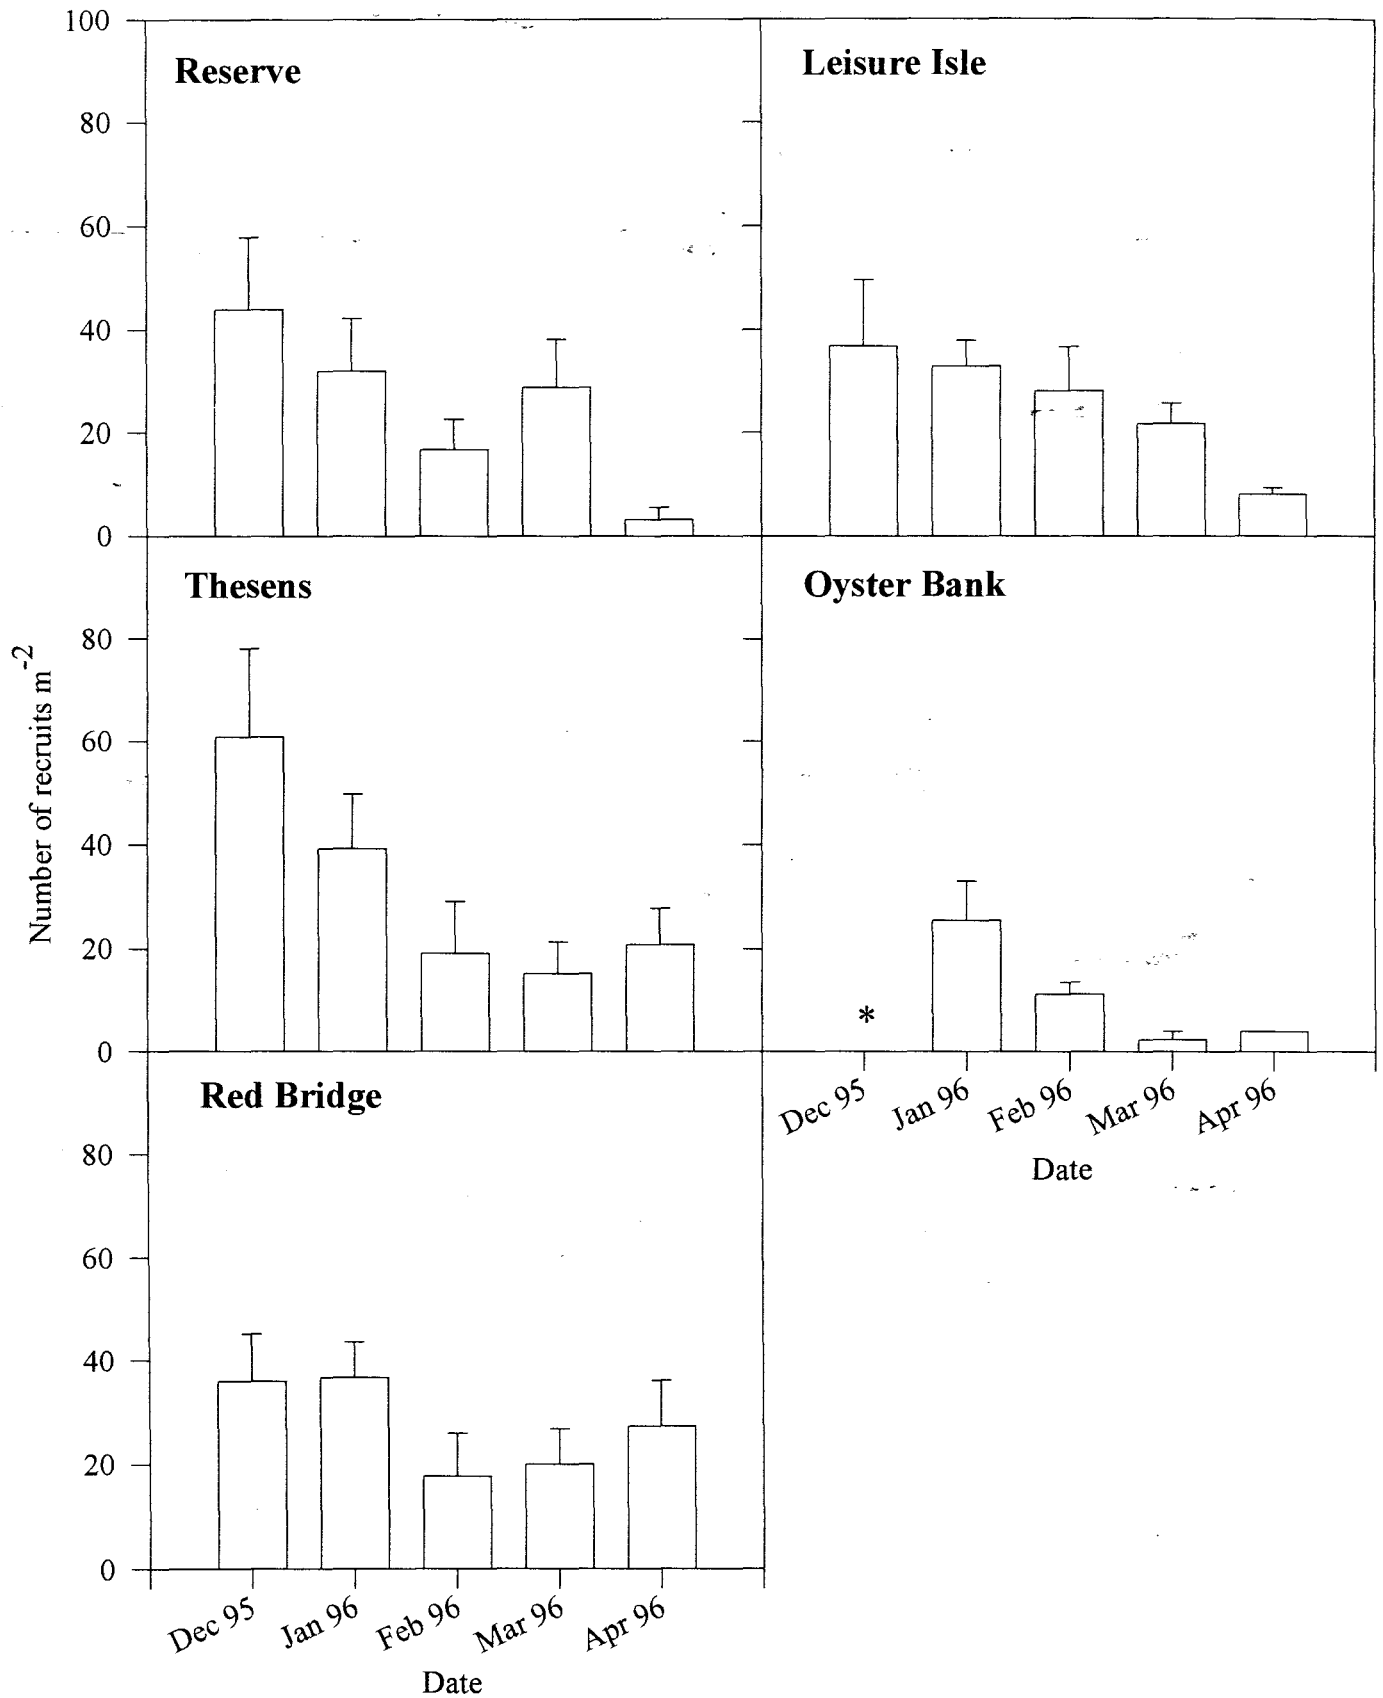 100
80
60
40
20
0
Reserve
Leisure Isle
80
60
40
20
0
Thesens
Oyster Bank
*
Number of recruits m-2
Dec 95
Jan 96
Feb 96
Mar 96
Apr 96
Date
80
60
40
20
0
Red Bridge
Dec 95
Jan 96
Feb 96
Mar 96
Apr 96
Date